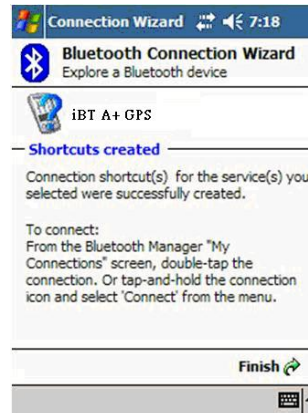 Connection Wizard 7:18
Bluetooth Connection Wizard
Explore a Bluetooth device
iBT A+ GPS
Shortcuts created
Connection shortcut(s) for the service(s) you
selected were successfully created.
To connect:
From the Bluetooth Manager "My
Connections" screen, double-tap the
connection. Or tap-and-hold the connection
icon and select 'Connect' from the menu.
Finish